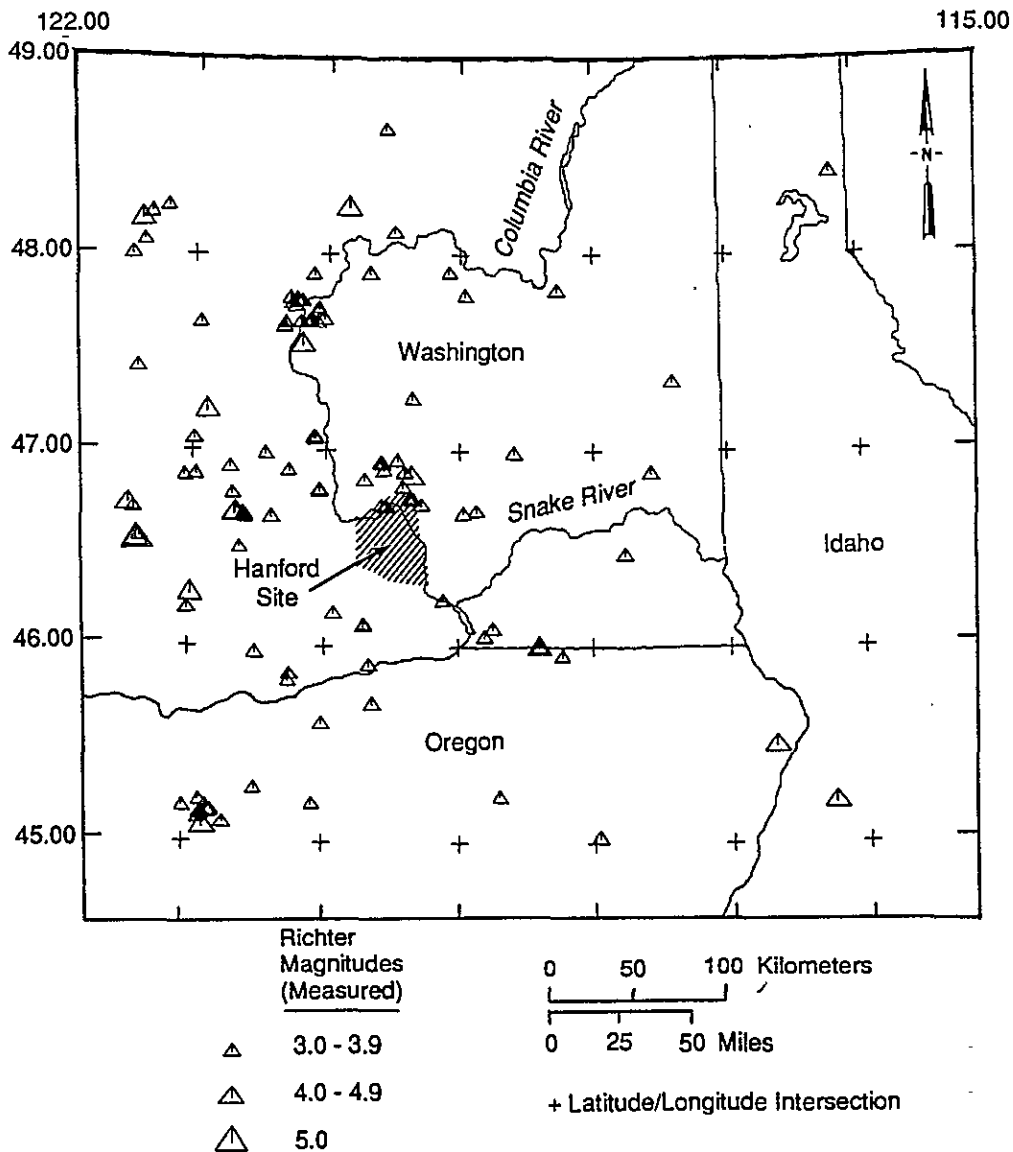 122.00 115.00
49.00
Columbia River
-N-
48.00
Washington
47.00
Snake River
Idaho
Hanford
Site
46.00
Oregon
45.00
Richter
Magnitudes
(Measured)
3.0 - 3.9
4.0 - 4.9
5.0
0 50 100 Kilometers
0 25 50 Miles
+ Latitude/Longitude Intersection